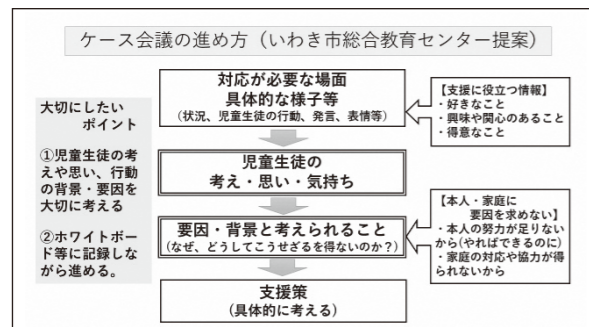 ケース会議の進め方（いわき市総合教育センター提案）
大切にしたい
ポイント
①児童生徒の考
えや思い、行動
の背景・要因を
大切に考える
②ホワイトボー
ド等に記録しな
がら進める。
対応が必要な場面
具体的な様子等
（状況、児童生徒の行動、発言、表情等）
児童生徒の
考え・思い・気持ち
要因・背景と考えられること
（なぜ、どうしてこうせざるを得ないのか？）
支援策
（具体的に考える）
【支援に役立つ情報】
・好きなこと
・興味や関心のあること
・得意なこと
【本人・家庭に
要因を求めない】
・本人の努力が足りない
から（やればできるのに）
・家庭の対応や協力が得
られないから